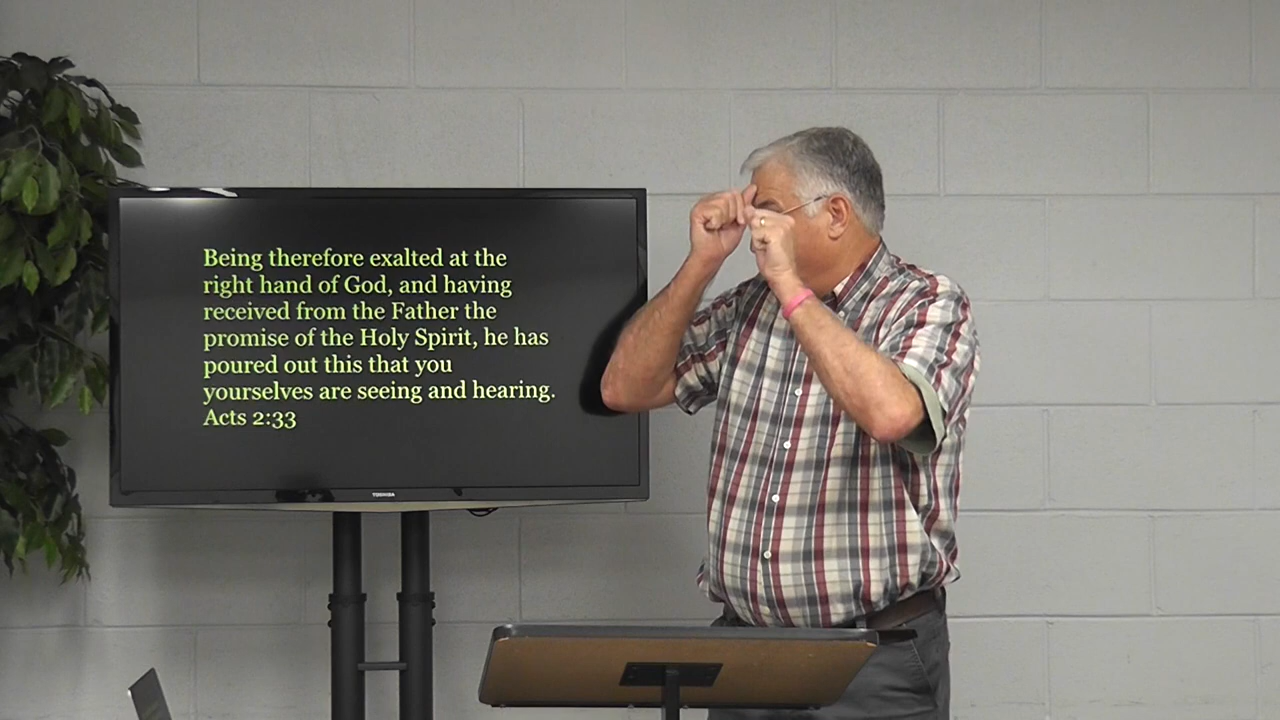 Being therefore exalted at the
right hand of God, and having
received from the Father the
promise of the Holy Spirit, he has
poured out this that you
yourselves are seeing and hearing.
Acts 2:33
TOSHIBA